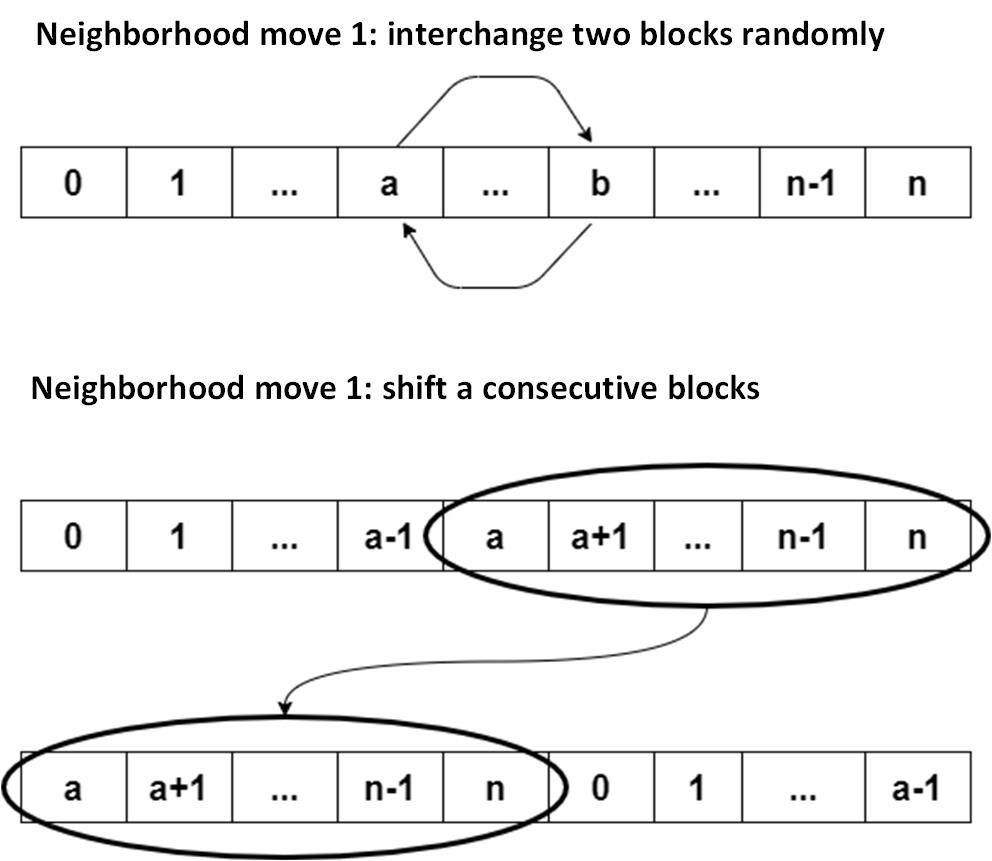 Neighborhood move 1: interchange two blocks randomly
0 1 ... a ... b ... n-1 n
Neighborhood move 1: shift a consecutive blocks
0 1 ... a-1 a a+1 ... n-1 n
a a+1 ... n-1 n 0 1 ... a-1